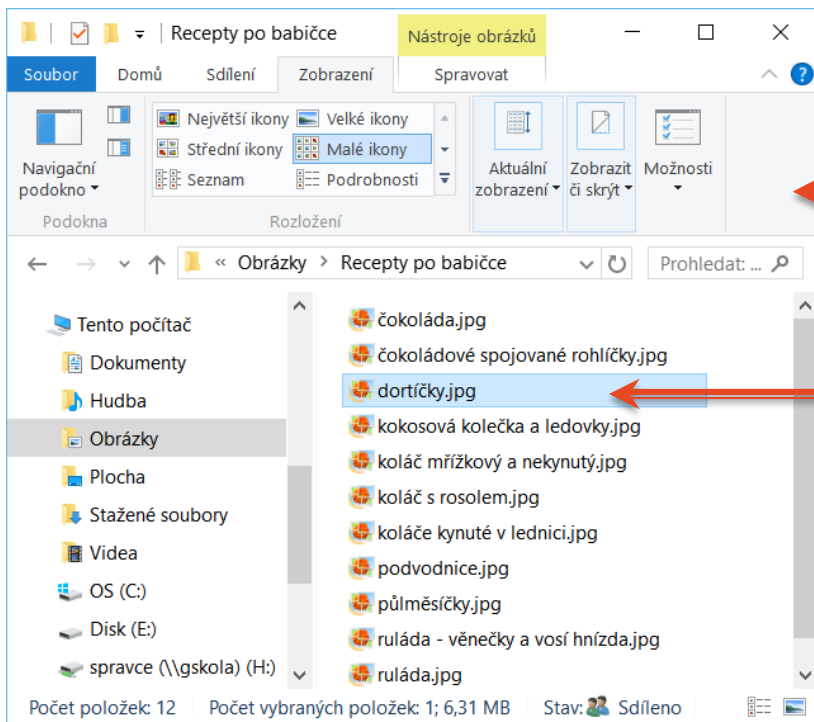 Recepty po babičce
Nástroje obrázků
Soubor Domů Sdílení Zobrazení Spravovat
Největší ikony Velké ikony
Střední ikony Malé ikony
Seznam Podrobnosti
Navigační podokno
Aktuální zobrazení
Zobrazit či skrýt
Možnosti
Podokna Rozložení
« Obrázky > Recepty po babičce
Prohledat: ...
Tento počítač
Dokumenty
Hudba
Obrázky
Plocha
Stažené soubory
Videa
OS (C:)
Disk (E:)
spravce (\\gskola) (H:)
čokoláda.jpg
čokoládové spojované rohlíčky.jpg
dortíčky.jpg
kokosová kolečka a ledovky.jpg
koláč mřížkový a nekynutý.jpg
koláč s rosolem.jpg
koláče kynuté v lednici.jpg
podvodnice.jpg
půlměsíčky.jpg
ruláda - věnečky a vosí hnízda.jpg
ruláda.jpg
Počet položek: 12 Počet vybraných položek: 1; 6,31 MB Stav: Sdíleno